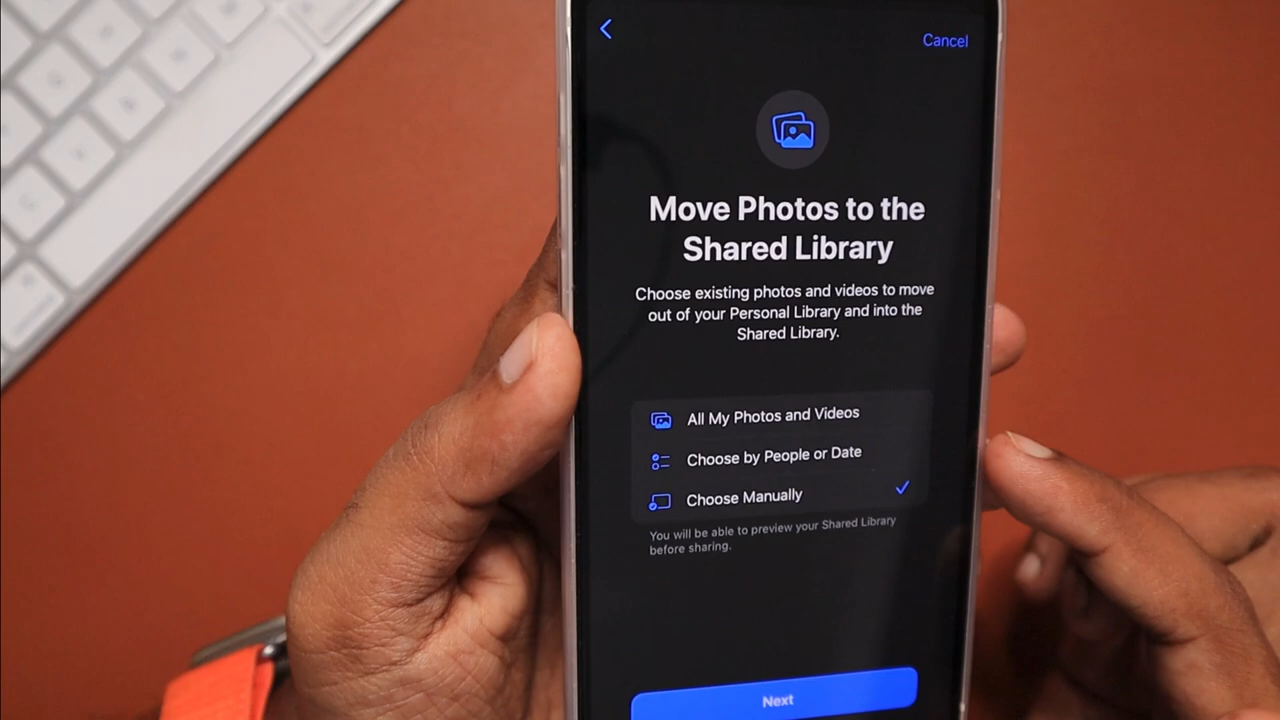 Cancel
Move Photos to the
Shared Library
Choose existing photos and videos to move
out of your Personal Library and into the
Shared Library.
All My Photos and Videos
Choose by People or Date
Choose Manually
You will be able to preview your Shared Library
before sharing.
Next